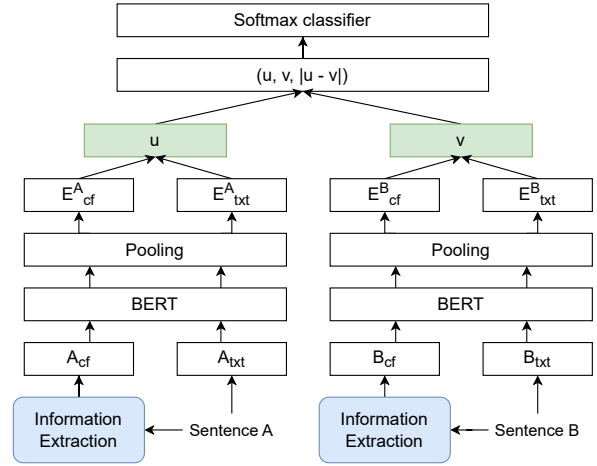 Softmax classifier
(u, v, |u - v|)
u
v
E^A_cf
E^A_txt
E^B_cf
E^B_txt
Pooling
Pooling
BERT
BERT
A_cf
A_txt
B_cf
B_txt
Information
Extraction
Sentence A
Information
Extraction
Sentence B